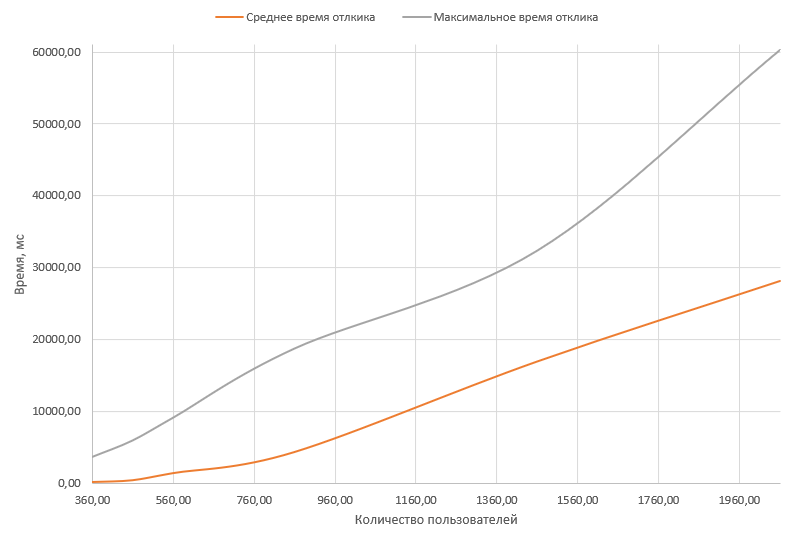 Среднее время отлкика
Максимальное время отклика
60000,00
50000,00
40000,00
30000,00
20000,00
10000,00
0,00
Время, мс
360,00 560,00 760,00 960,00 1160,00 1360,00 1560,00 1760,00 1960,00
Количество пользователей